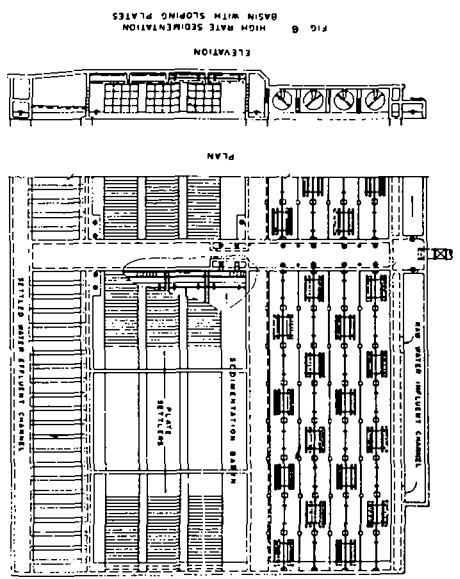 RAW WATER INFLUENT CHANNEL
SEDIMENTATION BASIN
PLATE
SETTLERS
SETTLED WATER EFFLUENT CHANNEL
PLAN
ELEVATION
FIG 6 HIGH RATE SEDIMENTATION
BASIN WITH SLOPING PLATES